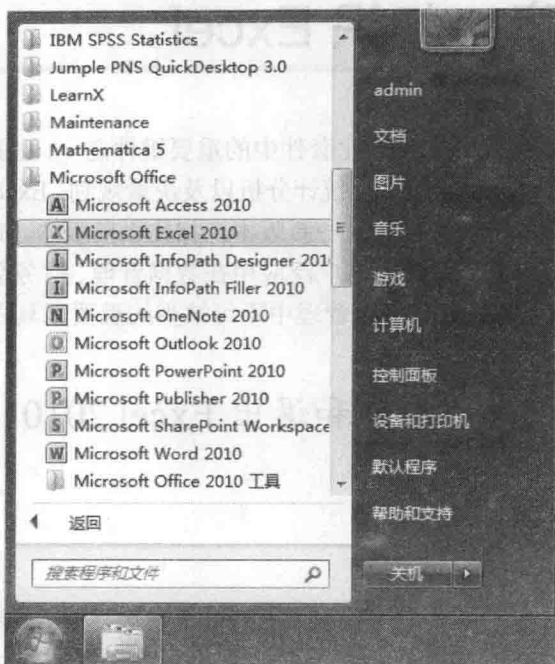 IBM SPSS Statistics
Jumple PNS QuickDesktop 3.0
LearnX
Maintenance
Mathematica 5
Microsoft Office
Microsoft Access 2010
Microsoft Excel 2010
Microsoft InfoPath Designer 201
Microsoft InfoPath Filler 2010
Microsoft OneNote 2010
Microsoft Outlook 2010
Microsoft PowerPoint 2010
Microsoft Publisher 2010
Microsoft SharePoint Workspace
Microsoft Word 2010
Microsoft Office 2010 工具
返回
搜索程序和文件
admin
文档
图片
音乐
游戏
计算机
控制面板
设备和打印机
默认程序
帮助和支持
关机